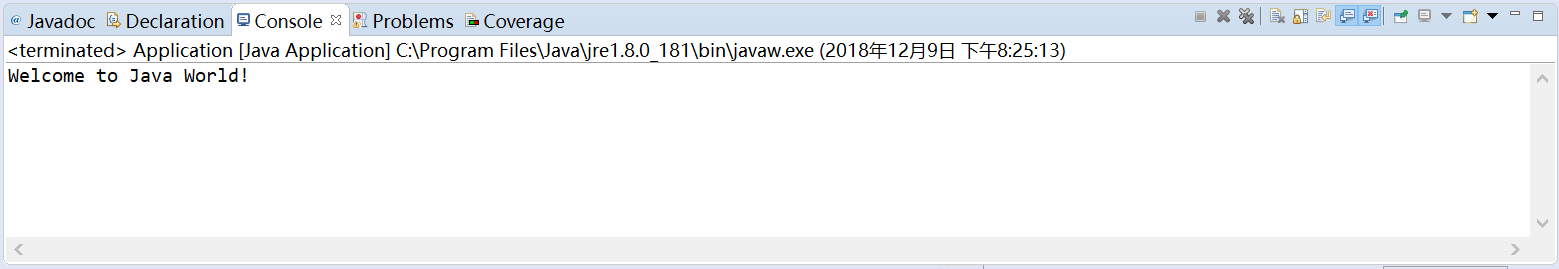 @ Javadoc Declaration Console Problems Coverage
<terminated> Application [Java Application] C:\Program Files\Java\jre1.8.0_181\bin\javaw.exe (2018年12月9日 下午8:25:13)
Welcome to Java World!